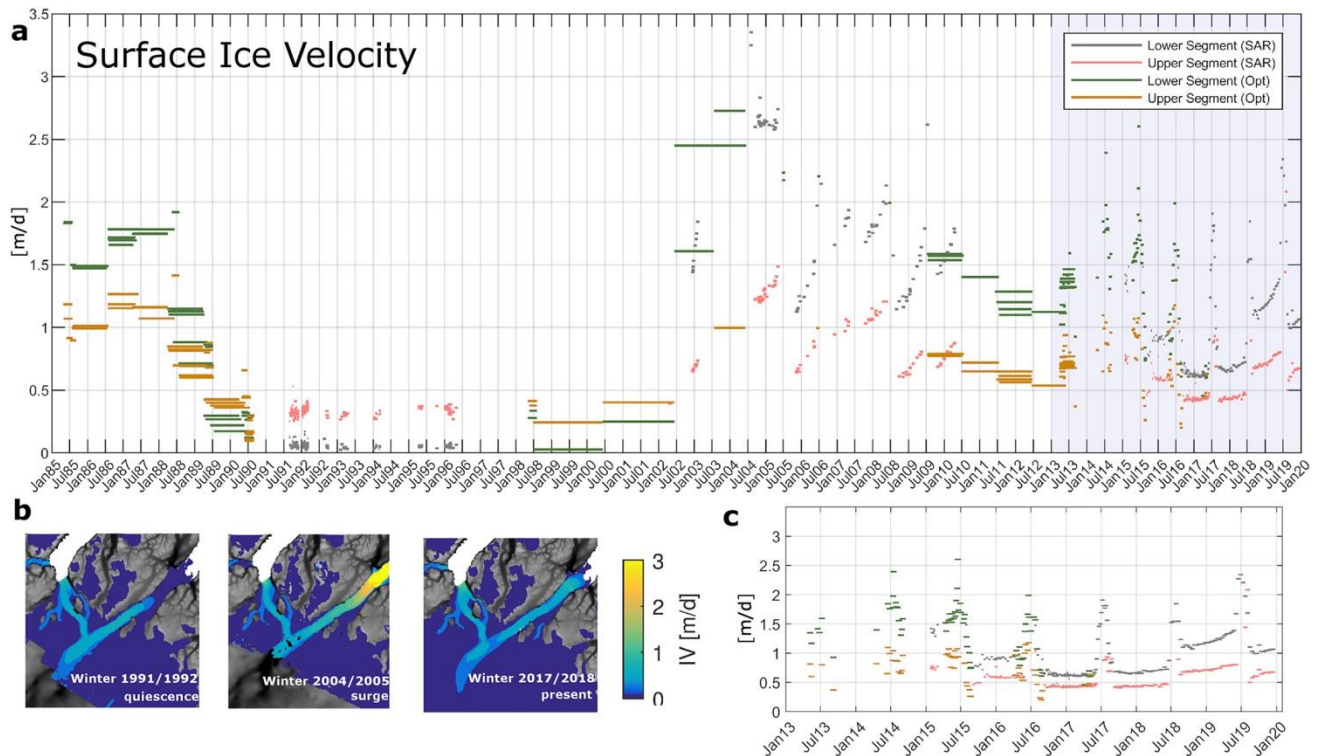 a
Surface Ice Velocity
Lower Segment (SAR)
Upper Segment (SAR)
Lower Segment (Opt)
Upper Segment (Opt)
[m/d]
3.5
3
2.5
2
1.5
1
0.5
0
Jan85 Jul85 Jan86 Jul86 Jan87 Jul87 Jan88 Jul88 Jan89 Jul89 Jan90 Jul90 Jan91 Jul91 Jan92 Jul92 Jan93 Jul93 Jan94 Jul94 Jan95 Jul95 Jan96 Jul96 Jan97 Jul97 Jan98 Jul98 Jan99 Jul99 Jan00 Jul00 Jan01 Jul01 Jan02 Jul02 Jan03 Jul03 Jan04 Jul04 Jan05 Jul05 Jan06 Jul06 Jan07 Jul07 Jan08 Jul08 Jan09 Jul09 Jan10 Jul10 Jan11 Jul11 Jan12 Jul12 Jan13 Jul13 Jan14 Jul14 Jan15 Jul15 Jan16 Jul16 Jan17 Jul17 Jan18 Jul18 Jan19 Jul19 Jan20
b
Winter 1991/1992
quiescence
Winter 2004/2005
surge
Winter 2017/2018
present
3
2
1
0
IV [m/d]
c
[m/d]
3
2.5
2
1.5
1
0.5
0
Jan13 Jul13 Jan14 Jul14 Jan15 Jul15 Jan16 Jul16 Jan17 Jul17 Jan18 Jul18 Jan19 Jul19 Jan20